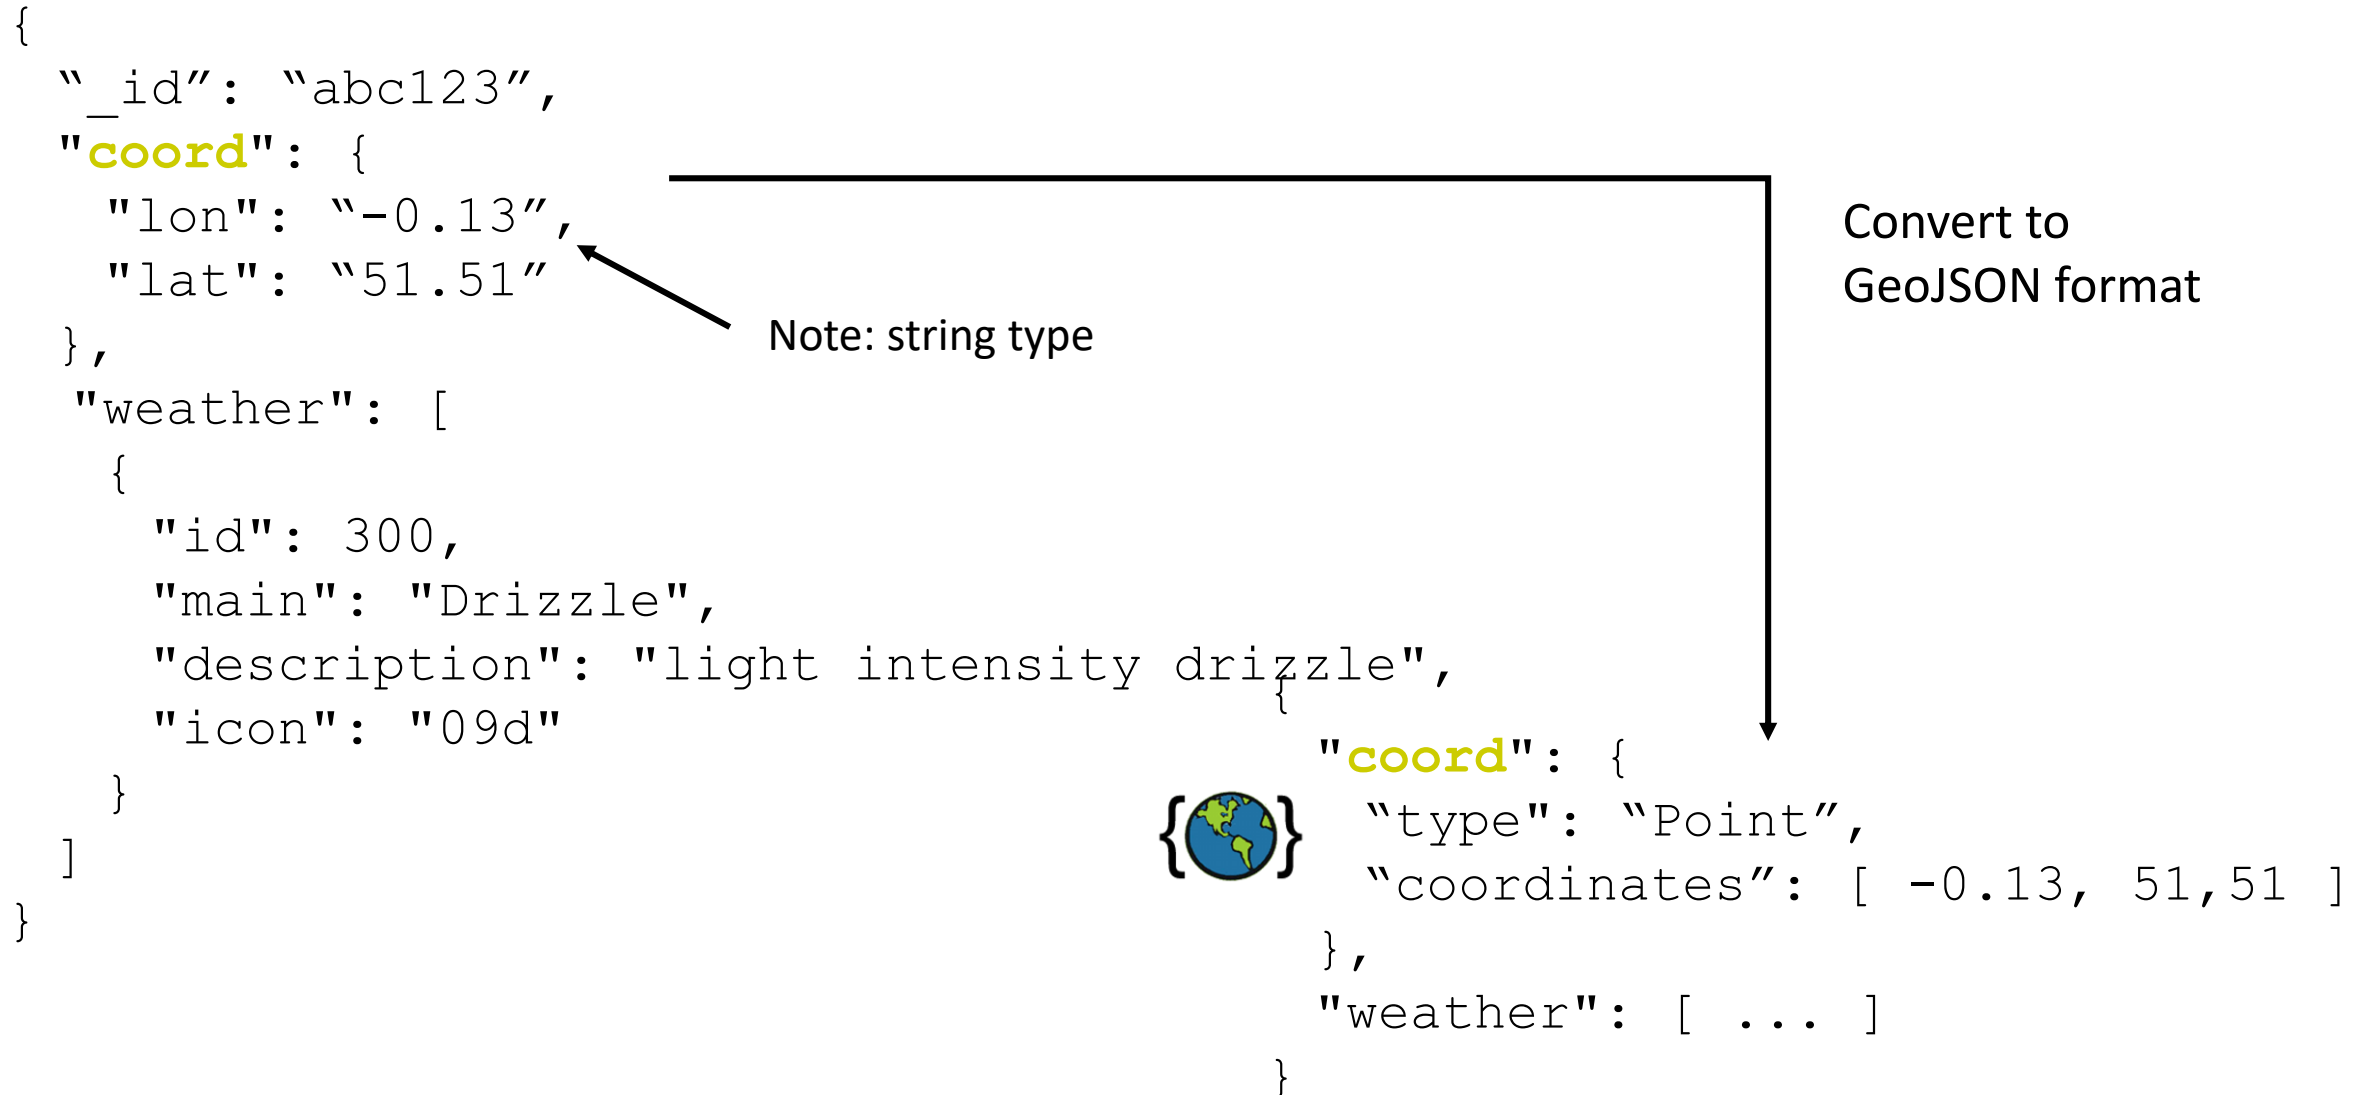 {
“_id”: “abc123”,
"coord": {
"lon": “-0.13”,
"lat": “51.51”
},
"weather": [
{
"id": 300,
"main": "Drizzle",
"description": "light intensity drizzle",
"icon": "09d"
}
]
}
Note: string type
Convert to
GeoJSON format
{
"coord": {
“type": “Point”,
“coordinates”: [ -0.13, 51,51 ]
},
"weather": [ ... ]
}
{ }